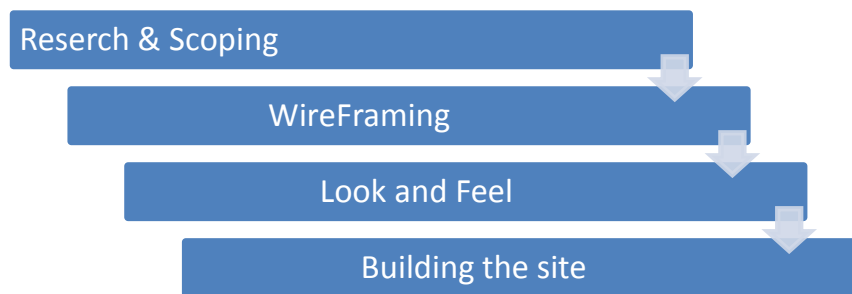 Reserch & Scoping
WireFraming
Look and Feel
Building the site